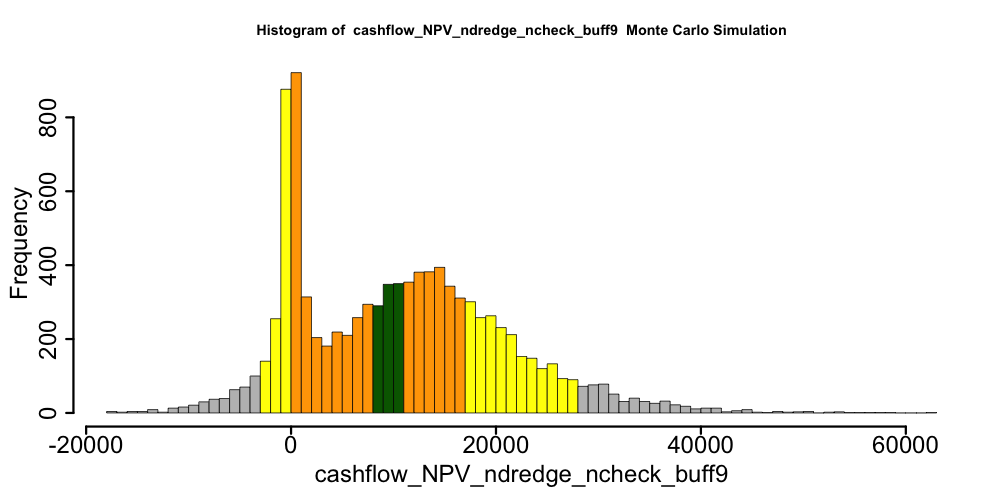 Histogram of cashflow_NPV_ndredge_ncheck_buff9 Monte Carlo Simulation
Frequency
800
600
400
200
0
-20000 0 20000 40000 60000
cashflow_NPV_ndredge_ncheck_buff9